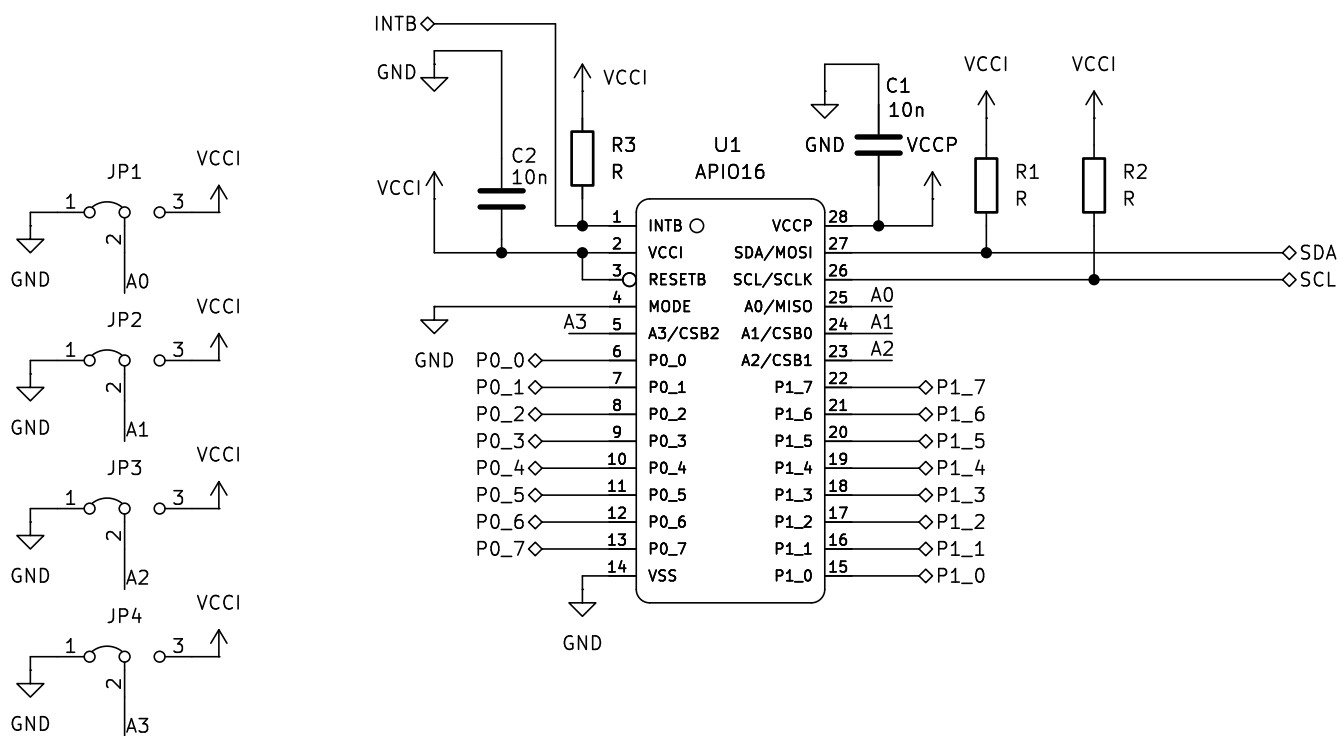 INTB
GND
VCCI
R3
R
C2
10n
VCCI
C1
10n
GND
VCCP
VCCI
VCCI
R1
R
R2
R
U1
APIO16
1 INTB VCCP 28
2 VCCI SDA/MOSI 27 SDA
3 RESETB SCL/SCLK 26 SCL
4 MODE A0/MISO 25 A0
GND
A3 5 A3/CSB2 A1/CSB0 24 A1
P0_0 6 P0_0 A2/CSB1 23 A2
P0_1 7 P0_1 P1_7 22 P1_7
P0_2 8 P0_2 P1_6 21 P1_6
P0_3 9 P0_3 P1_5 20 P1_5
P0_4 10 P0_4 P1_4 19 P1_4
P0_5 11 P0_5 P1_3 18 P1_3
P0_6 12 P0_6 P1_2 17 P1_2
P0_7 13 P0_7 P1_1 16 P1_1
14 VSS P1_0 15 P1_0
GND
JP1
VCCI
1 3
2
GND
A0
JP2
VCCI
1 3
2
GND
A1
JP3
VCCI
1 3
2
GND
A2
JP4
VCCI
1 3
2
GND
A3